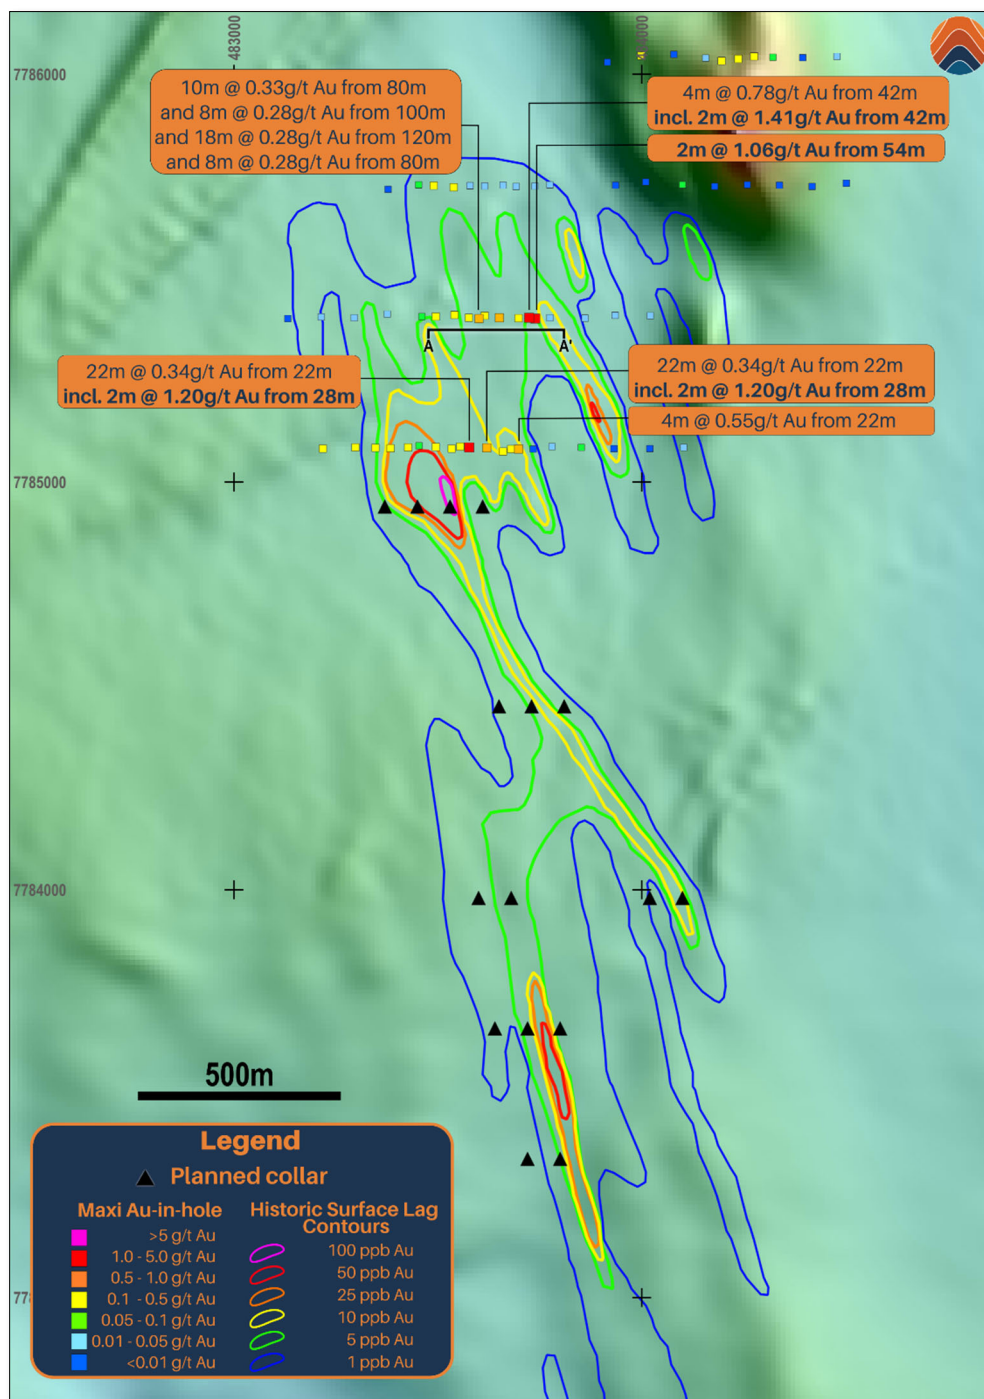 483000
7786000
10m @ 0.33g/t Au from 80m
and 8m @ 0.28g/t Au from 100m
and 18m @ 0.28g/t Au from 120m
and 8m @ 0.28g/t Au from 80m
4m @ 0.78g/t Au from 42m
incl. 2m @ 1.41g/t Au from 42m
2m @ 1.06g/t Au from 54m
A
A'
22m @ 0.34g/t Au from 22m
incl. 2m @ 1.20g/t Au from 28m
22m @ 0.34g/t Au from 22m
incl. 2m @ 1.20g/t Au from 28m
4m @ 0.55g/t Au from 22m
7785000
7784000
500m
Legend
Planned collar
Maxi Au-in-hole
>5 g/t Au
1.0 - 5.0 g/t Au
0.5 - 1.0 g/t Au
0.1 - 0.5 g/t Au
0.05 - 0.1 g/t Au
0.01 - 0.05 g/t Au
<0.01 g/t Au
Historic Surface Lag
Contours
100 ppb Au
50 ppb Au
25 ppb Au
10 ppb Au
5 ppb Au
1 ppb Au